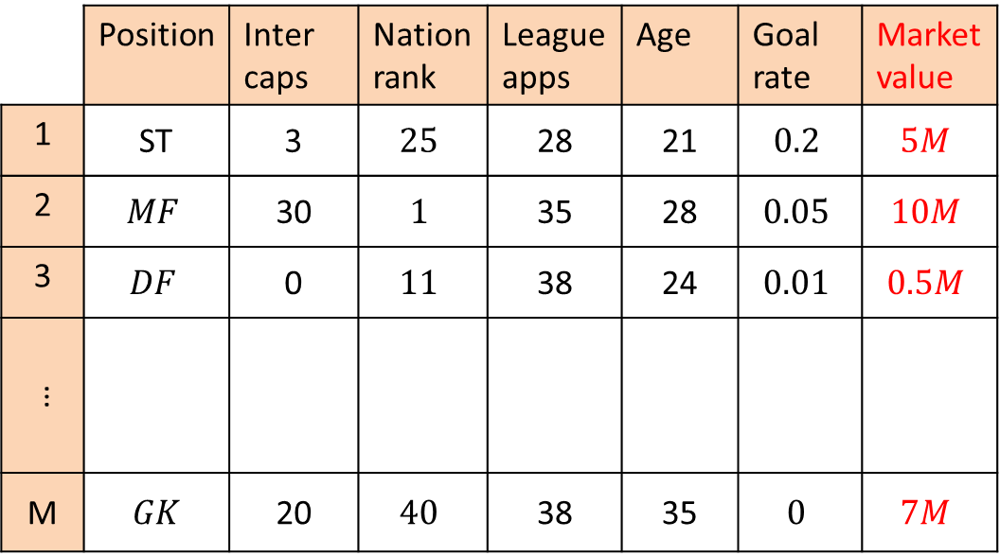 Position Inter caps Nation rank League apps Age Goal rate Market value
1 ST 3 25 28 21 0.2 5M
2 MF 30 1 35 28 0.05 10M
3 DF 0 11 38 24 0.01 0.5M
⋮
M GK 20 40 38 35 0 7M